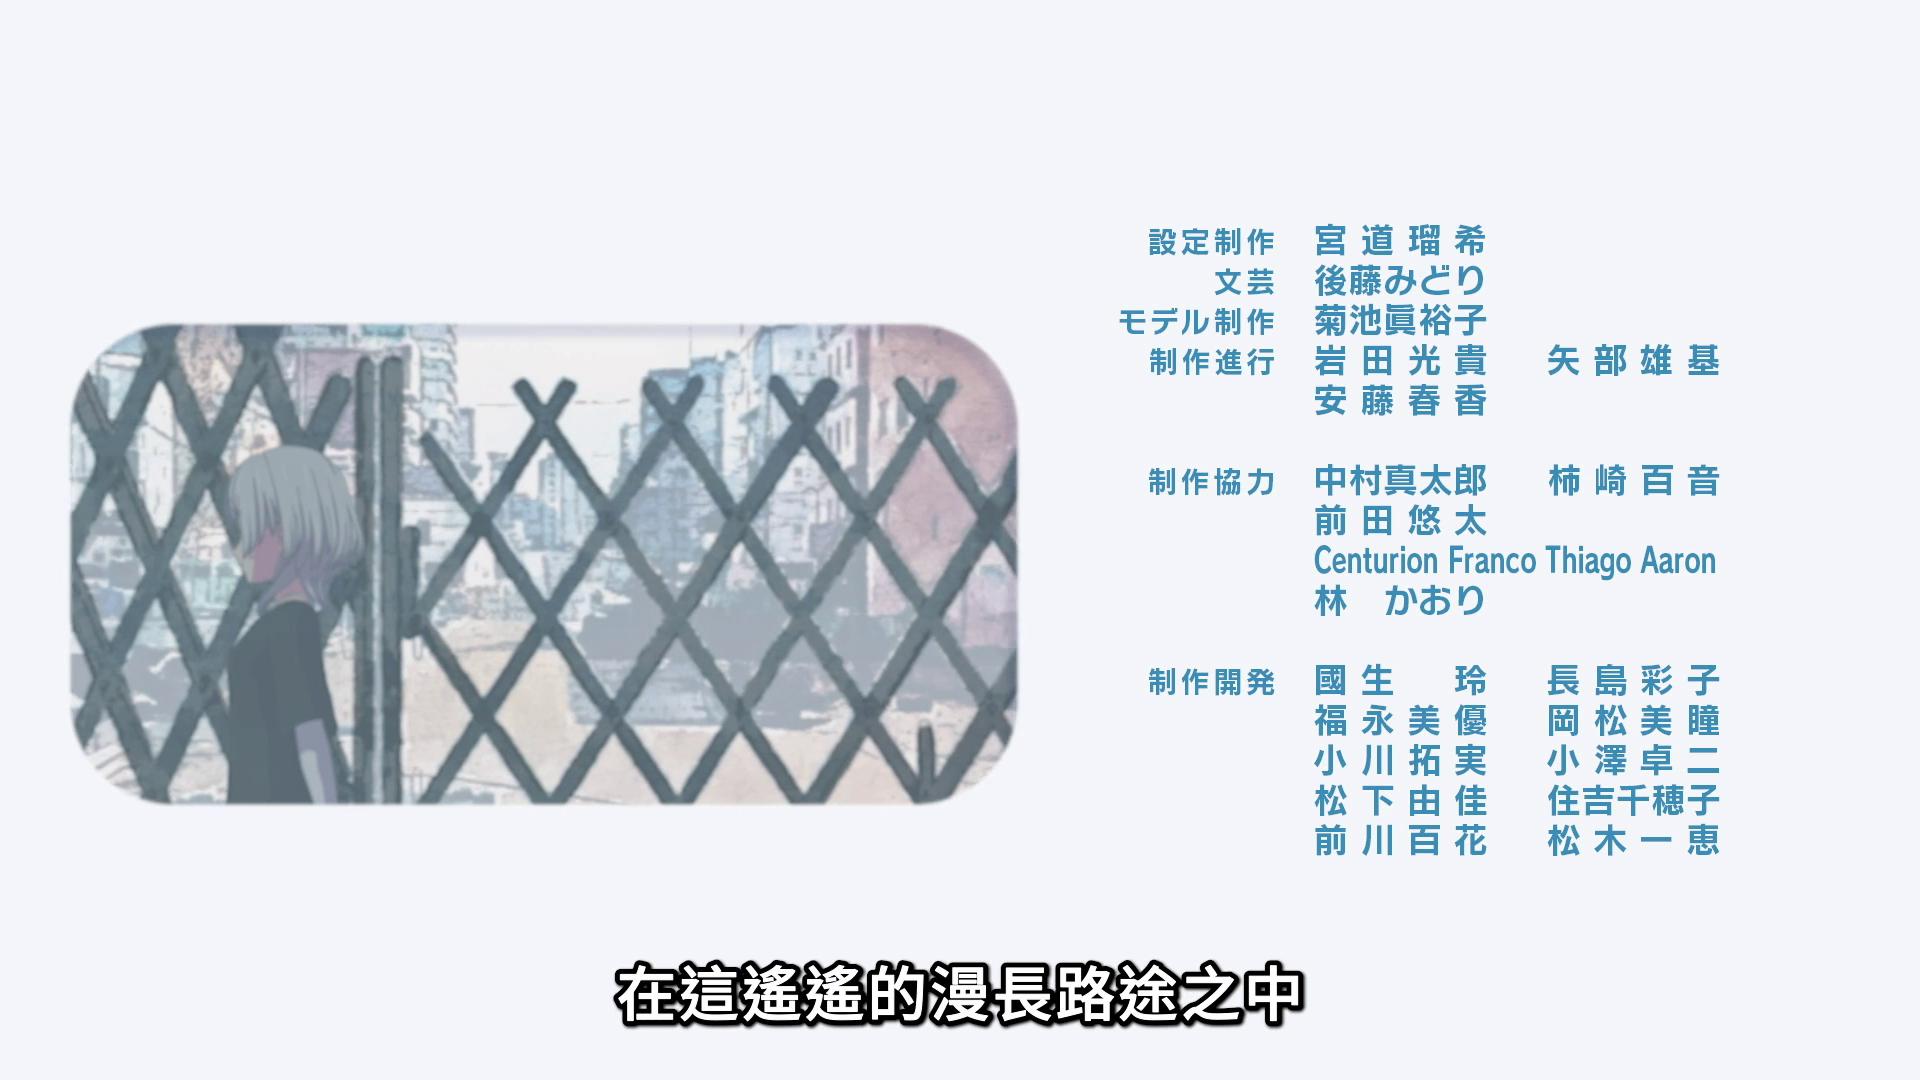 設定制作 宮道瑠希
文芸 後藤みどり
モデル制作 菊池眞裕子
制作進行 岩田光貴 矢部雄基
安藤春香
制作協力 中村真太郎 柿崎百音
前田悠太
Centurion Franco Thiago Aaron
林 かおり
制作開発 國生 玲 長島彩子
福永美優 岡松美瞳
小川拓実 小澤卓二
松下由佳 住吉千穂子
前川百花 松木一恵
在這遙遙的漫長路途之中